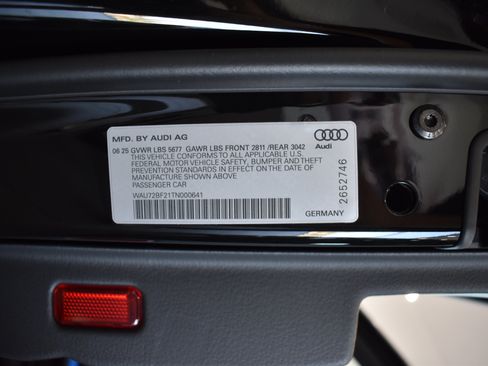 MFD. BY AUDI AG
06 25 GVWR LBS 5677 GAWR LBS FRONT 2811 /REAR 3042
THIS VEHICLE CONFORMS TO ALL APPLICABLE U.S.
FEDERAL MOTOR VEHICLE SAFETY, BUMPER AND THEFT
PREVENTION STANDARDS IN EFFECT ON THE DATE OF
MANUFACTURE SHOWN ABOVE
PASSENGER CAR
WAU72BF21TN000641
Audi
2652746
GERMANY